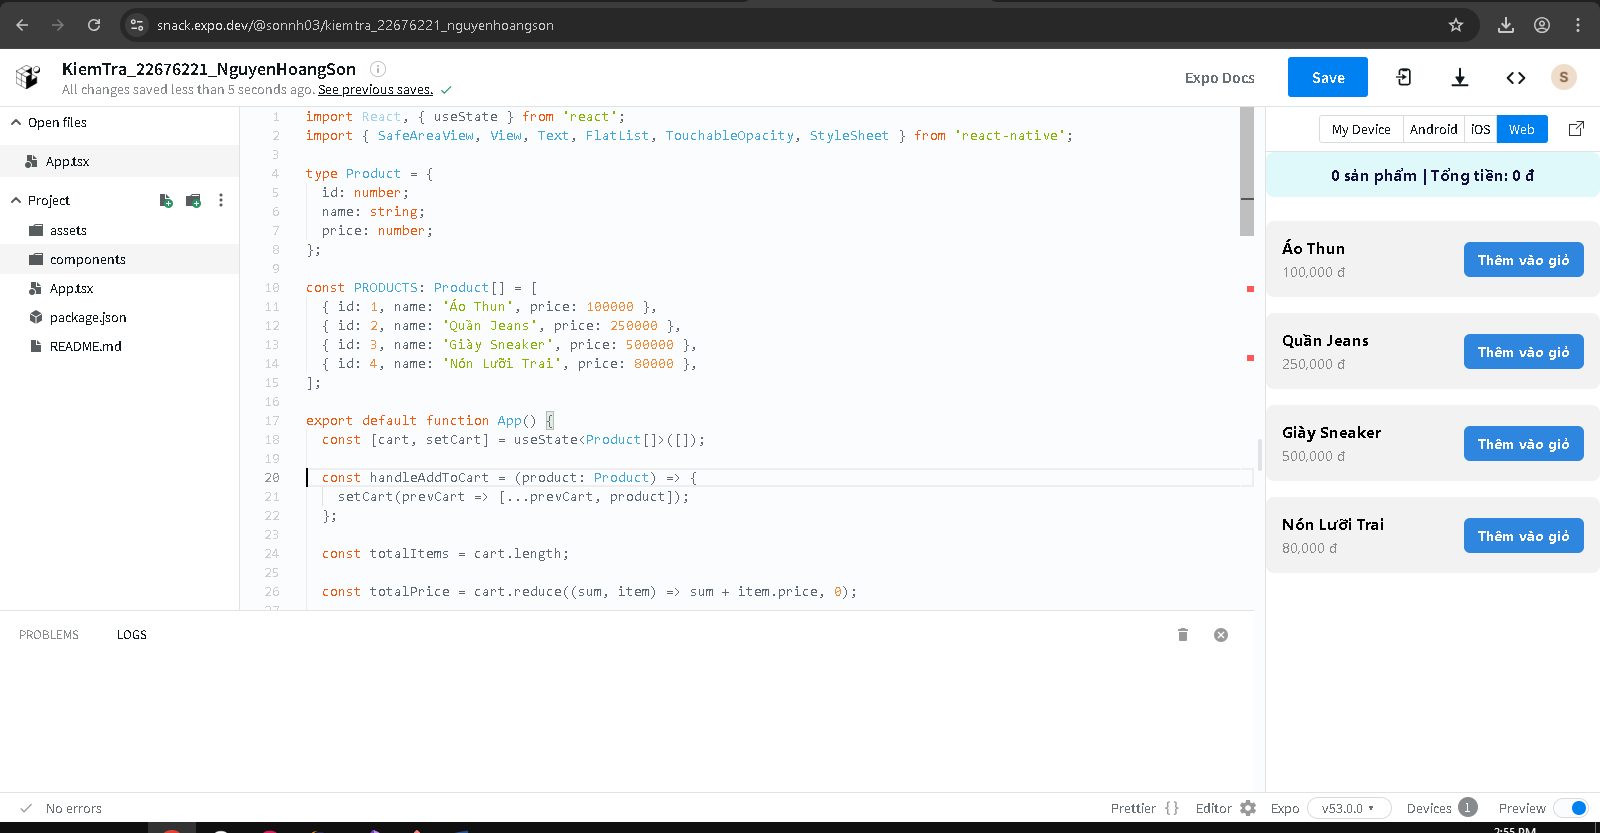 snack.expo.dev/@sonnh03/kiemtra_22676221_nguyenhoangson
KiemTra_22676221_NguyenHoangSon
All changes saved less than 5 seconds ago. See previous saves.
Expo Docs
Save
S
Open files
App.tsx
Project
assets
components
App.tsx
package.json
README.md
1 import React, { useState } from 'react';
2 import { SafeAreaView, View, Text, FlatList, TouchableOpacity, StyleSheet } from 'react-native';
3
4 type Product = {
5 id: number;
6 name: string;
7 price: number;
8 };
9
10 const PRODUCTS: Product[] = [
11 { id: 1, name: 'Áo Thun', price: 100000 },
12 { id: 2, name: 'Quần Jeans', price: 250000 },
13 { id: 3, name: 'Giày Sneaker', price: 500000 },
14 { id: 4, name: 'Nón Lưỡi Trai', price: 80000 },
15 ];
16
17 export default function App() {
18 const [cart, setCart] = useState<Product[]>([]);
19
20 const handleAddToCart = (product: Product) => {
21 setCart(prevCart => [...prevCart, product]);
22 };
23
24 const totalItems = cart.length;
25
26 const totalPrice = cart.reduce((sum, item) => sum + item.price, 0);
27
My Device Android iOS Web
0 sản phẩm | Tổng tiền: 0 đ
Áo Thun
100,000 đ
Thêm vào giỏ
Quần Jeans
250,000 đ
Thêm vào giỏ
Giày Sneaker
500,000 đ
Thêm vào giỏ
Nón Lưỡi Trai
80,000 đ
Thêm vào giỏ
PROBLEMS LOGS
No errors
Prettier {} Editor Expo v53.0.0 Devices 1 Preview
2:55 PM